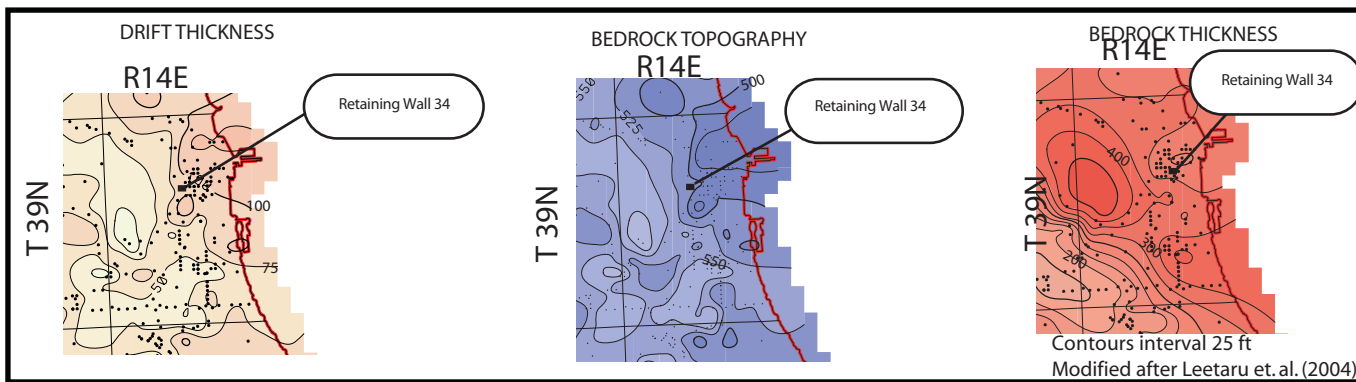 DRIFT THICKNESS
R14E
Retaining Wall 34
T 39N
100
75
50
BEDROCK TOPOGRAPHY
R14E
Retaining Wall 34
T 39N
550
500
525
550
BEDROCK THICKNESS
R14E
Retaining Wall 34
T 39N
400
300
200
Contours interval 25 ft
Modified after Leetaru et. al. (2004)